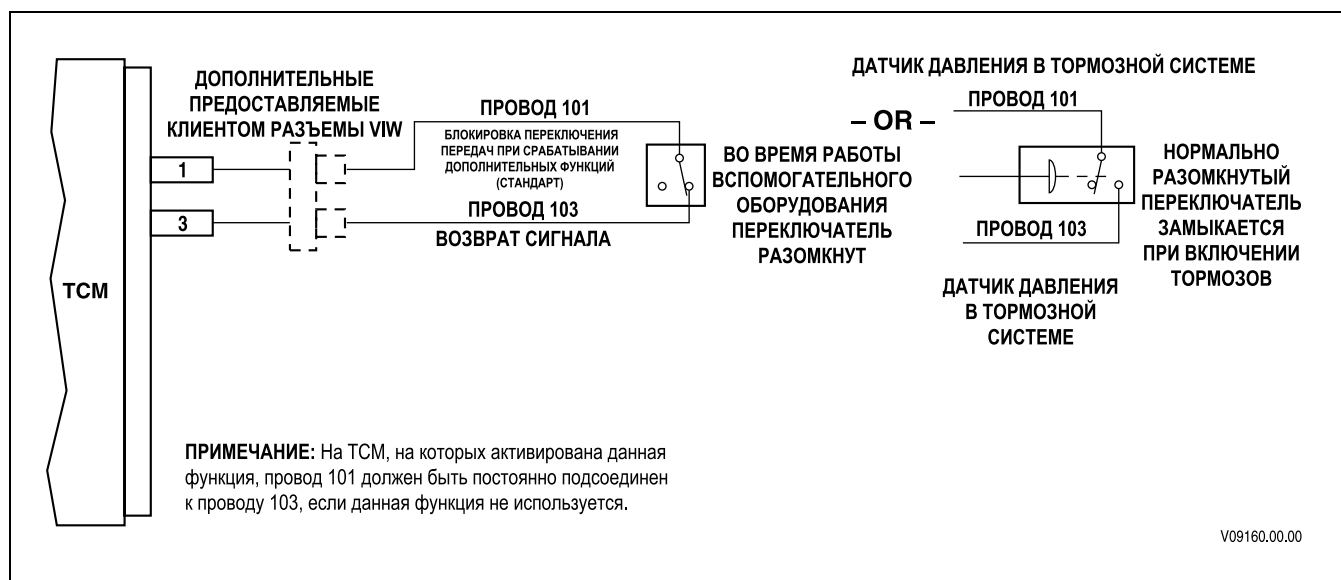 ДОПОЛНИТЕЛЬНЫЕ
ПРЕДОСТАВЛЯЕМЫЕ
КЛИЕНТОМ РАЗЪЕМЫ VIW
ПРОВОД 101
БЛОКИРОВКА ПЕРЕКЛЮЧЕНИЯ
ПЕРЕДАЧ ПРИ СРАБАТЫВАНИИ
ДОПОЛНИТЕЛЬНЫХ ФУНКЦИЙ
(СТАНДАРТ)
ПРОВОД 103
ВОЗВРАТ СИГНАЛА
1
3
TCM
ВО ВРЕМЯ РАБОТЫ
ВСПОМОГАТЕЛЬНОГО
ОБОРУДОВАНИЯ
ПЕРЕКЛЮЧАТЕЛЬ
РАЗОМКНУТ
– OR –
ДАТЧИК ДАВЛЕНИЯ В ТОРМОЗНОЙ СИСТЕМЕ
ПРОВОД 101
ПРОВОД 103
НОРМАЛЬНО
РАЗОМКНУТЫЙ
ПЕРЕКЛЮЧАТЕЛЬ
ЗАМЫКАЕТСЯ
ПРИ ВКЛЮЧЕНИИ
ТОРМОЗОВ
ДАТЧИК ДАВЛЕНИЯ
В ТОРМОЗНОЙ
СИСТЕМЕ
ПРИМЕЧАНИЕ: На TCM, на которых активирована данная
функция, провод 101 должен быть постоянно подсоединен
к проводу 103, если данная функция не используется.
V09160.00.00